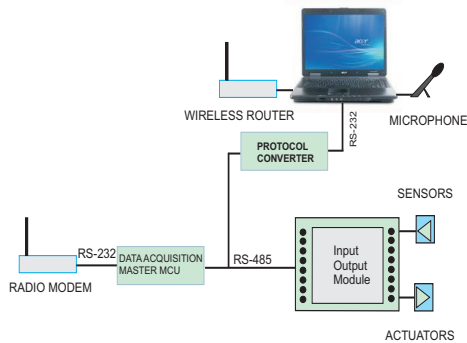 acer
WIRELESS ROUTER
MICROPHONE
RS-232
PROTOCOL
CONVERTER
SENSORS
RS-232
DATA ACQUISITION
MASTER MCU
RS-485
Input
Output
Module
RADIO MODEM
ACTUATORS